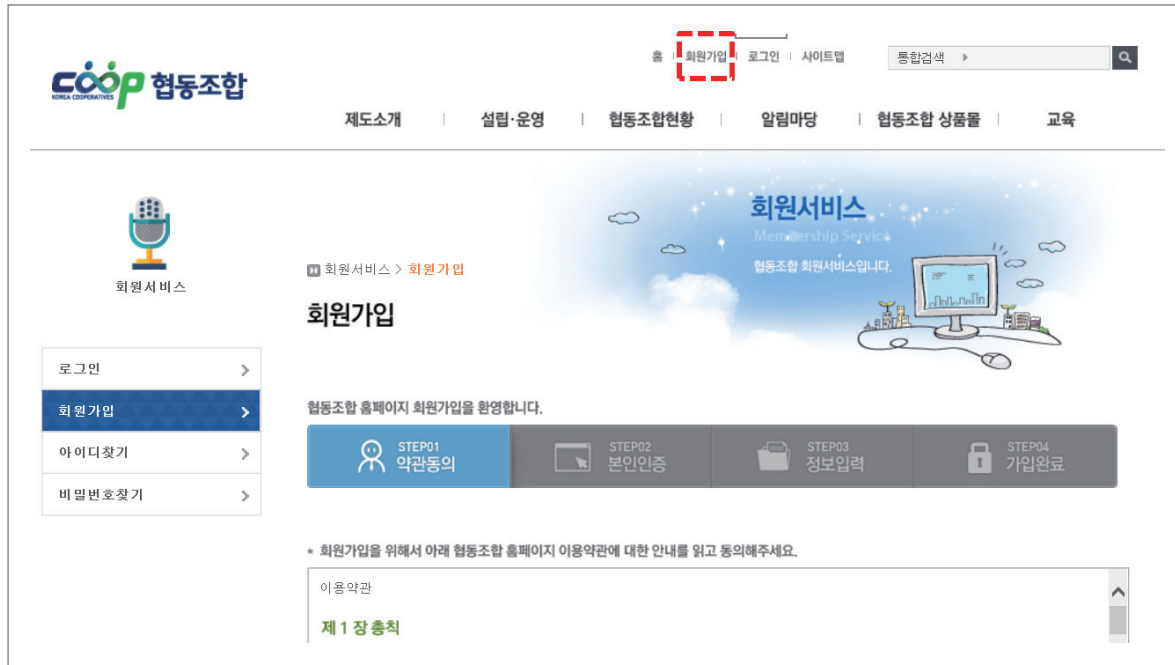 홈 회원가입 로그인 사이트맵 통합검색
COOP 협동조합
KOREA COOPERATIVES
제도소개 설립·운영 협동조합현황 알림마당 협동조합 상품몰 교육
회원서비스
Membership Service
협동조합 회원서비스입니다.
회원서비스
H 회원서비스 > 회원가입
회원가입
로그인
회원가입
아이디찾기
비밀번호찾기
협동조합 홈페이지 회원가입을 환영합니다.
STEP01
약관동의
STEP02
본인인증
STEP03
정보입력
STEP04
가입완료
* 회원가입을 위해서 아래 협동조합 홈페이지 이용약관에 대한 안내를 읽고 동의해주세요.
이용약관
제 1 장 총칙